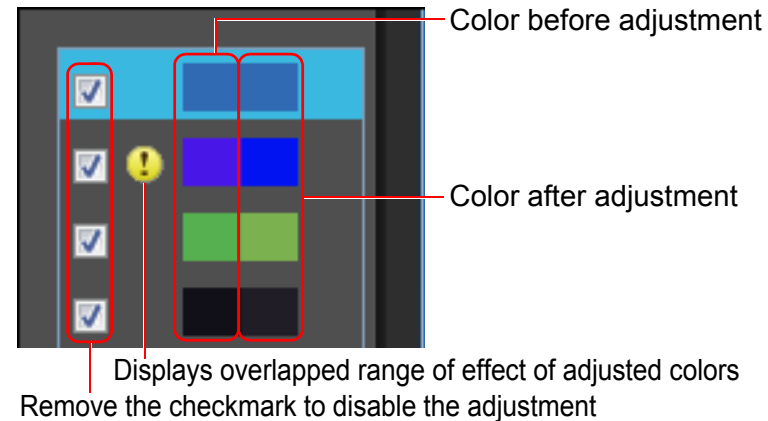 Color before adjustment
Color after adjustment
Displays overlapped range of effect of adjusted colors
Remove the checkmark to disable the adjustment